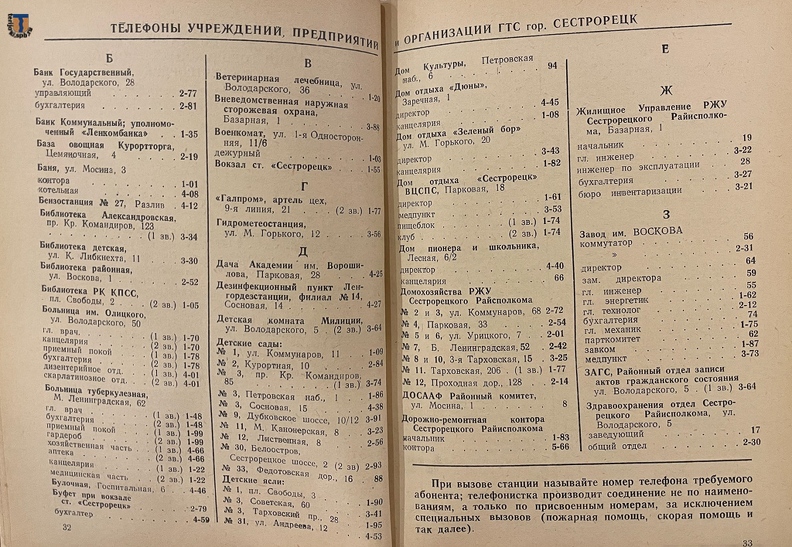 ТЕЛЕФОНЫ УЧРЕЖДЕНИЙ, ПРЕДПРИЯТИЙ
Б
Банк Государственный,
ул. Володарского, 28
управляющий . . . 2-77
бухгалтерия . . . 2-81
Банк Коммунальный; уполномо-
ченный «Ленкомбанка» . 1-35
База овощная Курортторга,
Цемяночная, 4 . . . 2-19
Баня, ул. Мосина, 3
контора . . . 1-01
котельная . . . 4-08
Бензостанция № 27, Разлив . 4-12
Библиотека Александровская,
пр. Кр. Командиров, 123
(1 зв.) 3-34
Библиотека детская,
ул. К. Либкнехта, 11 . . 3-30
Библиотека районная,
ул. Воскова, 1 . . . 2-52
Библиотека РК КПСС,
пл. Свободы, 2 . . (2 зв.) 1-05
Больница им. Олицкого,
ул. Володарского, 50
гл. врач . . . (1 зв.) 1-70
канцелярия . . . (2 зв.) 1-70
приемный покой . . (1 зв.) 1-78
бухгалтерия . . . (2 зв.) 1-78
дизентерийное отд. . (1 зв.) 4-01
скарлатинозное отд. . (2 зв.) 4-01
Больница туберкулезная,
М. Ленинградская, 62
гл. врач . . . (1 зв.) 1-48
бухгалтерия . . . (2 зв.) 1-48
приемный покой . . (1 зв.) 1-99
гардероб . . . (2 зв.) 1-99
хозяйственная часть . (1 зв.) 4-66
аптека . . . (2 зв.) 4-66
канцелярия . . . (1 зв.) 1-22
медицинская часть . . (2 зв.) 1-22
Булочная, Госпитальная, 6 . 4-46
Буфет при вокзале
ст. «Сестрорецк» . . . 2-79
бухгалтер . . . 4-59
32
В
Ветеринарная лечебница, ул.
Володарского, 36 . . . 1-20
Вневедомственная наружная
сторожевая охрана,
Базарная, 1 . . . 3-88
Военкомат, ул. 1-я Односторон-
няя, 11/6
дежурный . . . 1-03
Вокзал ст. «Сестрорецк» . 1-55
Г
«Галпром», артель цех,
9-я линия, 21 . . (2 зв.) 1-77
Гидрометеостанция,
ул. М. Горького, 12 . . 3-56
Д
Дача Академии им. Вороши-
лова, Парковая, 28 . . 4-25
Дезинфекционный пункт Лен-
гордезстанции, филиал № 14,
Сосновая, 14 . . . 4-27
Детская комната Милиции,
ул. Володарского, 5 . (2 зв.) 3-64
Детские сады:
№ 1, ул. Коммунаров, 11 . 1-09
№ 2, Курортная, 10 . . 2-84
№ 3, пр. Кр. Командиров,
85 . . . (1 зв.) 3-74
№ 3, Петровская наб., 1 . 1-86
№ 3, Сосновая, 15 . . 4-38
№ 9, Дубковское шоссе, 10/12 3-91
№ 11, М. Канонерская, 8 . 3-23
№ 12, Лиственная, 8 . . 2-56
№ 30, Белоостров,
Сестрорецкое шоссе, 2 (2 зв) 2-93
№ 33, Федотовская дор., 16 . 88
Детские ясли:
№ 1, пл. Свободы, 3
№ 3, Советская, 60 . . 1-90
№ 3, Тарховский пр., 28 . 3-41
№ 31, ул. Андреева, 12 . . 1-95
4-53
И ОРГАНИЗАЦИЙ ГТС гор. СЕСТРОРЕЦК
Дом Культуры, Петровская
наб., 6 . . . 94
Дом отдыха «Дюны»,
Заречная, 1
директор . . . 4-45
канцелярия . . . 1-08
Дом отдыха «Зеленый бор»
ул. М. Горького, 20
директор . . . 3-43
канцелярия . . . 1-82
Дом отдыха «Сестрорецк»
ВЦСПС, Парковая, 18
директор . . . 1-61
медпункт . . . 3-53
пищеблок . . . (1 зв.) 1-74
клуб . . . (2 зв.) 1-74
Дом пионера и школьника,
Лесная, 6/2
директор . . . 4-40
канцелярия . . . 66
Домохозяйства РЖУ
Сестрорецкого Райсполкома
№ 2 и 3, ул. Коммунаров, 68 2-72
№ 4, Парковая, 33 . . 2-54
№ 5 и 6, ул. Урицкого, 7 . 2-01
№ 7, Б. Ленинградская, 52 . 2-42
№ 8 и 10, 3-я Тарховская, 15 . 3-25
№ 11, Тарховская, 206 . (1 зв.) 1-77
№ 12, Проходная дор., 128 . 2-14
ДОСААФ Районный комитет,
ул. Мосина, 1 . . . 8
Дорожно-ремонтная контора
Сестрорецкого Райсполкома
начальник . . . 1-83
контора . . . 5-66
Е
Ж
Жилищное Управление РЖУ
Сестрорецкого Райисполко-
ма, Базарная, 1
начальник . . . 19
гл. инженер . . . 3-22
инженер по эксплуатации . 28
бухгалтерия . . . 3-27
бюро инвентаризации . . 3-21
З
Завод им. ВОСКОВА
коммутатор . . . 56
» . . . 2-31
директор . . . 64
зам. директора . . . 59
гл. инженер . . . 55
гл. энергетик . . . 1-62
гл. технолог . . . 2-12
бухгалтерия . . . 74
гл. механик . . . 1-75
парткомитет . . . 62
завком . . . 1-87
медпункт . . . 3-73
ЗАГС, Районный отдел записи
актов гражданского состояния
ул. Володарского, 5 . (1 зв.) 3-64
Здравоохранения отдел Сестро-
рецкого Райисполкома, ул.
Володарского, 5
заведующий . . . 17
общий отдел . . . 2-30
При вызове станции называйте номер телефона требуемого
абонента; телефонистка производит соединение не по наимено-
ваниям, а только по присвоенным номерам, за исключением
специальных вызовов (пожарная помощь, скорая помощь и
так далее).
33